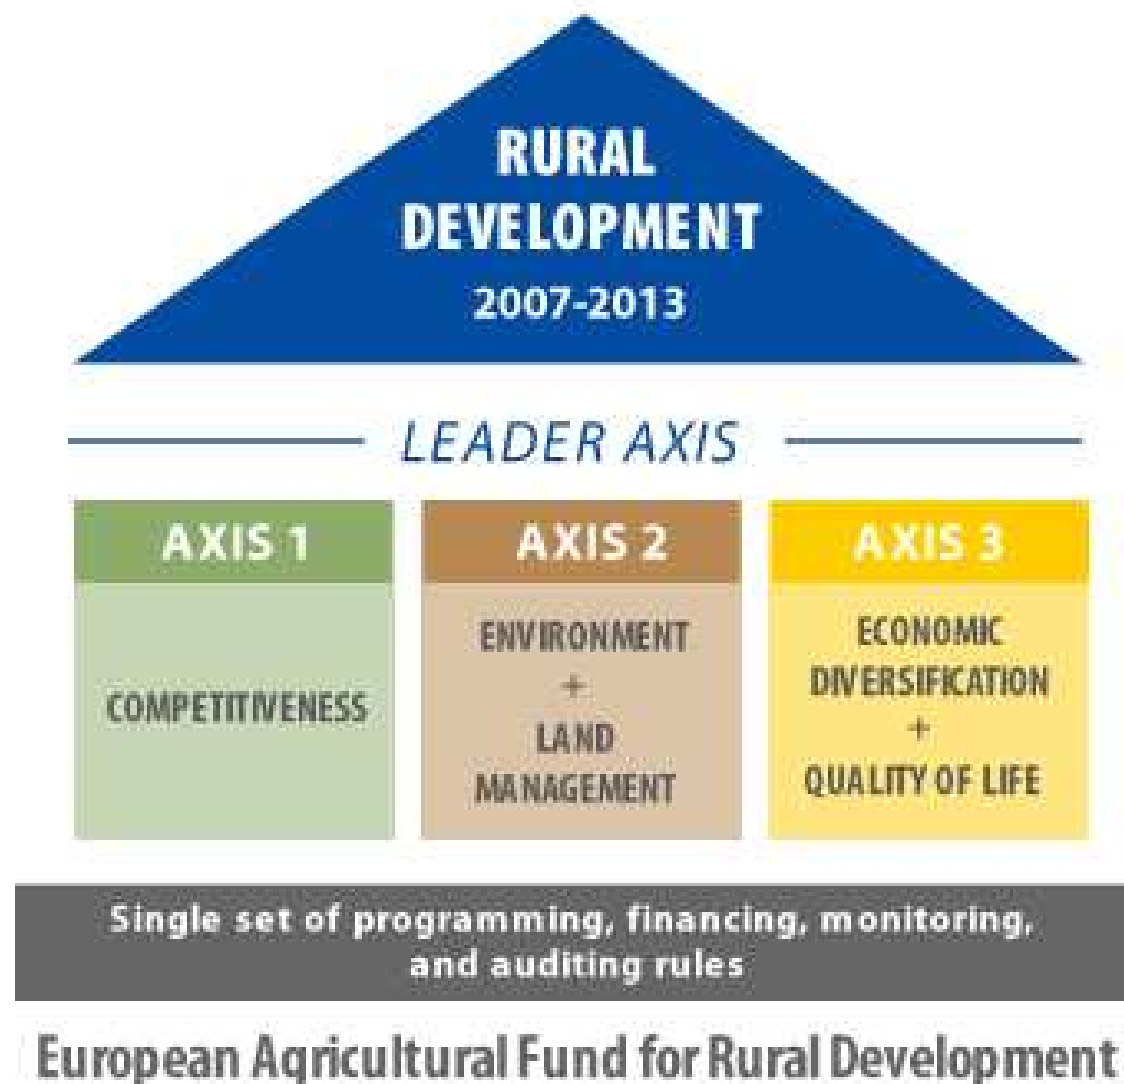 RURAL
DEVELOPMENT
2007-2013
LEADER AXIS
AXIS 1
COMPETITIVENESS
AXIS 2
ENVIRONMENT
+
LAND
MANAGEMENT
AXIS 3
ECONOMIC
DIVERSIFICATION
+
QUALITY OF LIFE
Single set of programming, financing, monitoring,
and auditing rules
European Agricultural Fund for Rural Development